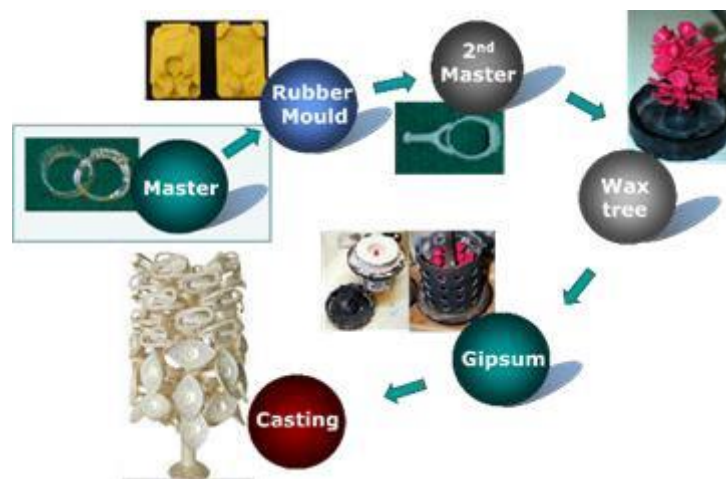 Master
Rubber
Mould
2nd
Master
Wax
tree
Gipsum
Casting